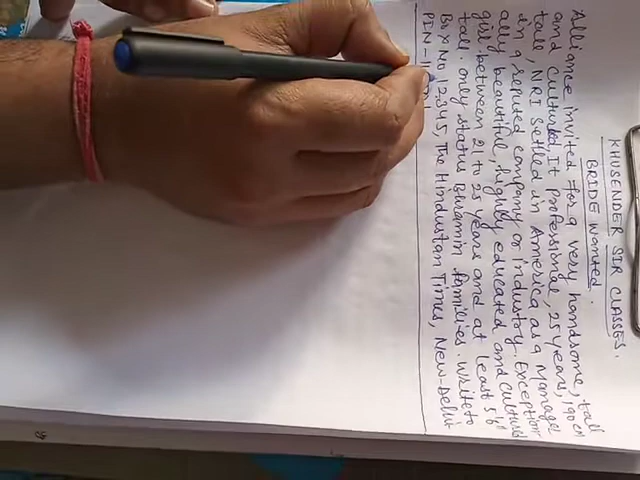 KHUSENDER SIR CLASSES.
BRIDE Wanted.
Alliance invited for a very handsome, tall
and Cultured It Professional, 25 years, 190 cm
tall, NRI settled in America as a Manager
in a reputed company or industry. Exception
ally beautiful, highly educated and cultured
girl between 21 to 25 years and at least 5'6"
tall only status Brhamin families. Write to
Box No 12345, The Hindustan Times, New-Delhi
PIN-11